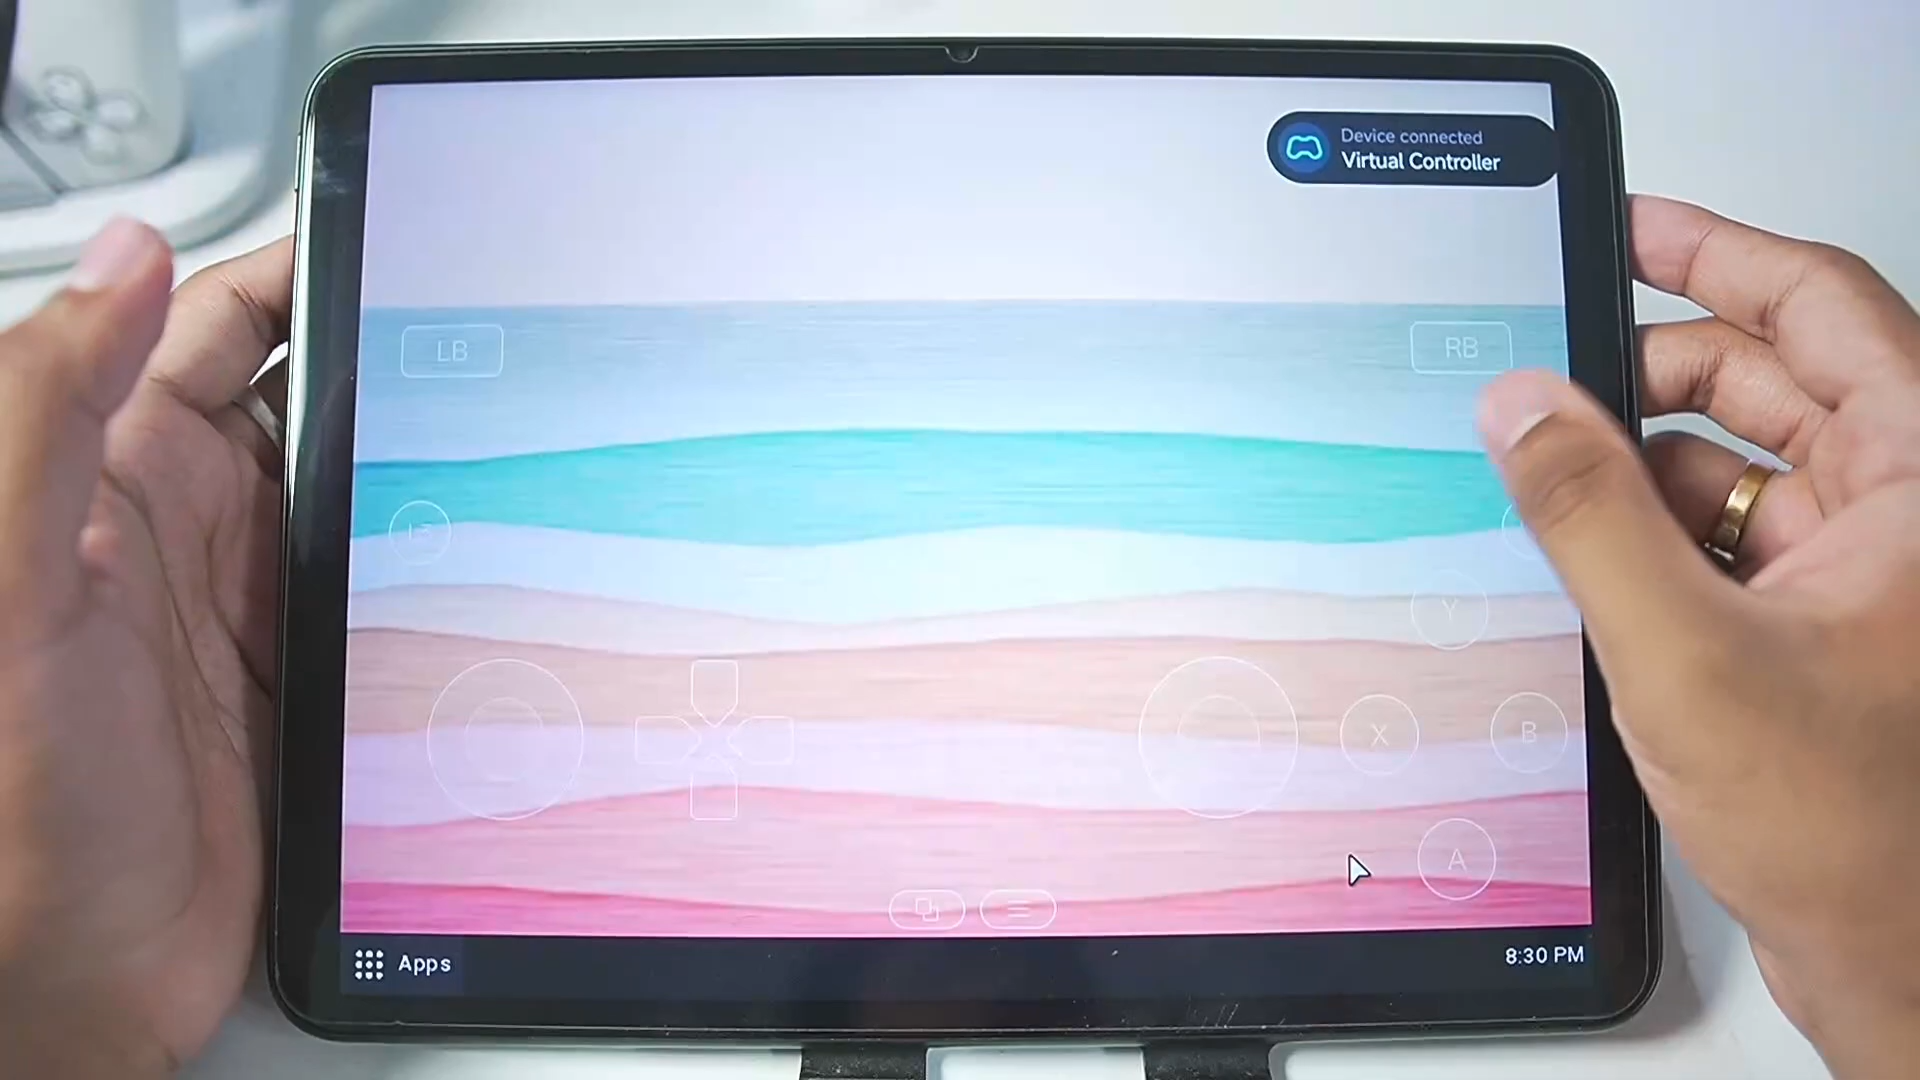 Device connected
Virtual Controller
LB
RB
Y
X
B
A
Apps
8:30 PM